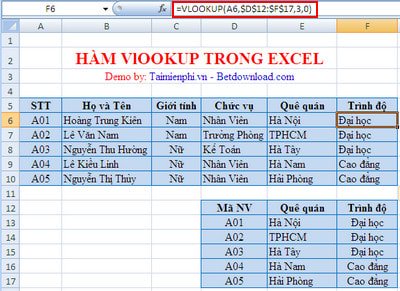 F6 fx =VLOOKUP(A6,$D$12:$F$17,3,0)
A B C D E F
1
2 HÀM VlOOKUP TRONG EXCEL
3 Demo by: Taimienphi.vn - Betdownload.com
4
5 STT Họ và Tên Giới tính Chức vụ Quê quán Trình độ
6 A01 Hoàng Trung Kiên Nam Nhân Viên Hà Nội Đại học
7 A02 Lê Văn Nam Nam Trưởng Phòng TPHCM Đại học
8 A03 Nguyễn Thu Hường Nữ Kế Toán Hà Tây Đại học
9 A04 Lê Kiều Linh Nữ Nhân Viên Hà Nam Cao đẳng
10 A05 Nguyễn Thị Thủy Nữ Nhân Viên Hải Phòng Cao đẳng
11
12 Mã NV Quê quán Trình độ
13 A01 Hà Nội Đại học
14 A02 TPHCM Đại học
15 A03 Hà Tây Đại học
16 A04 Hà Nam Cao đẳng
17 A05 Hải Phòng Cao đẳng